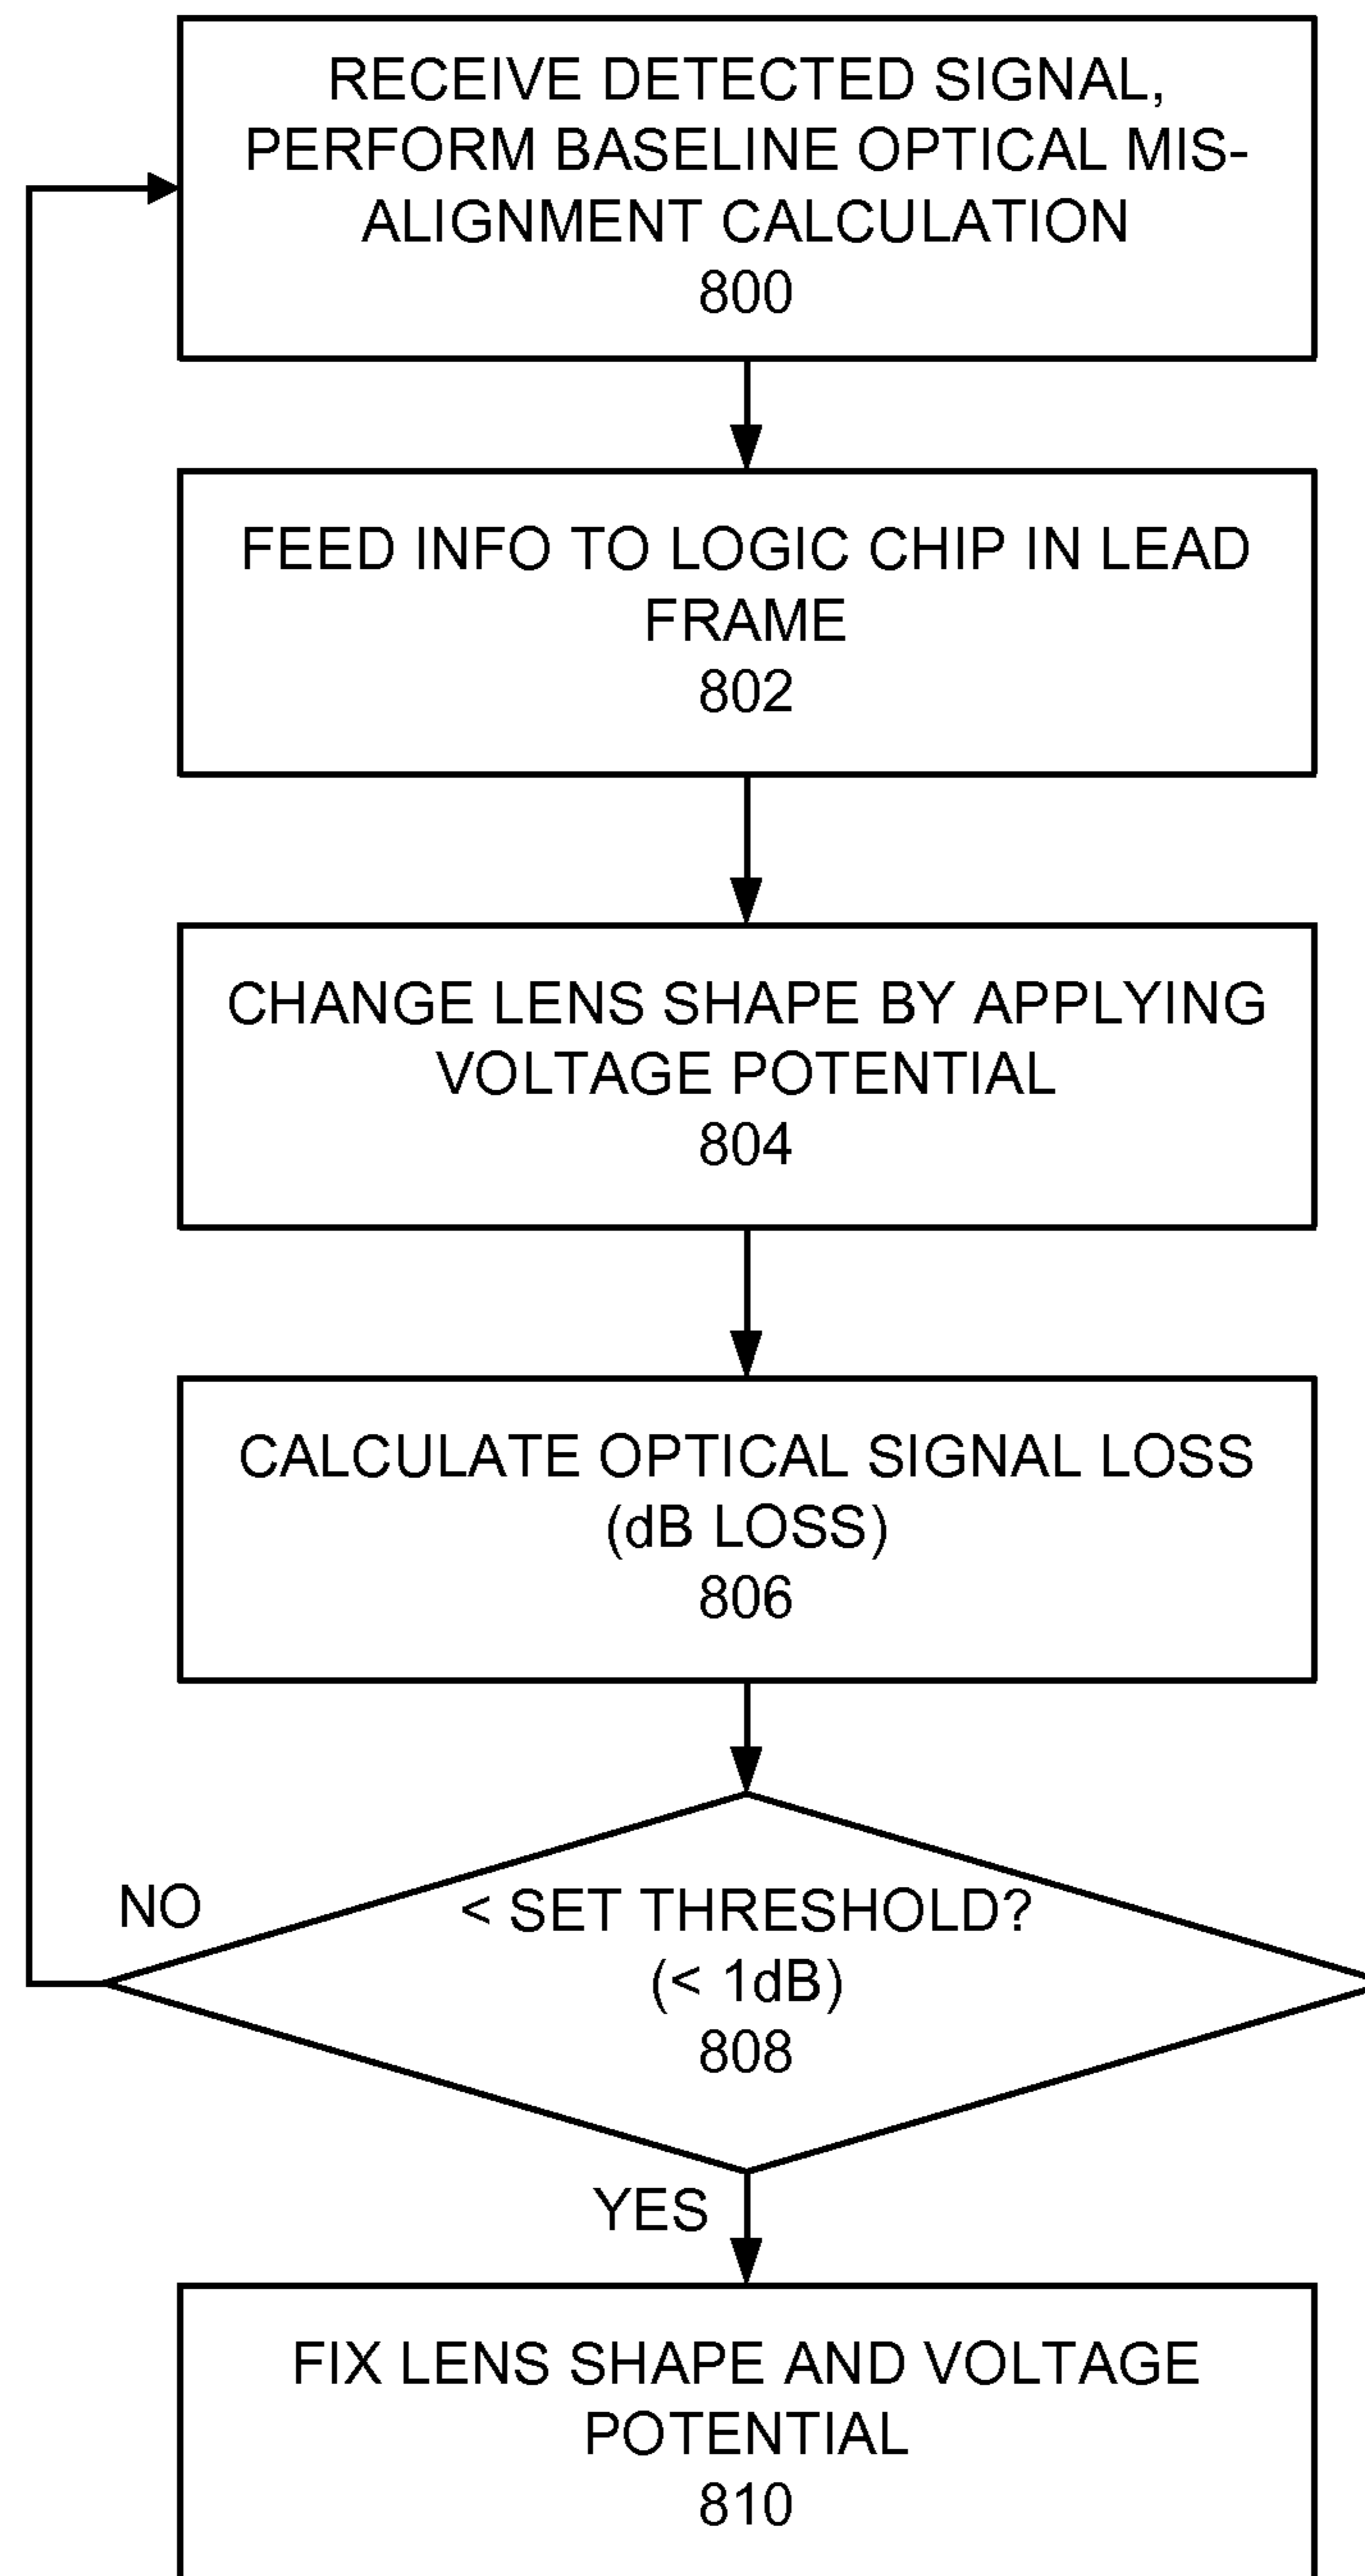 RECEIVE DETECTED SIGNAL,
PERFORM BASELINE OPTICAL MIS-
ALIGNMENT CALCULATION
800
FEED INFO TO LOGIC CHIP IN LEAD
FRAME
802
CHANGE LENS SHAPE BY APPLYING
VOLTAGE POTENTIAL
804
CALCULATE OPTICAL SIGNAL LOSS
(dB LOSS)
806
NO
< SET THRESHOLD?
(< 1dB)
808
YES
FIX LENS SHAPE AND VOLTAGE
POTENTIAL
810